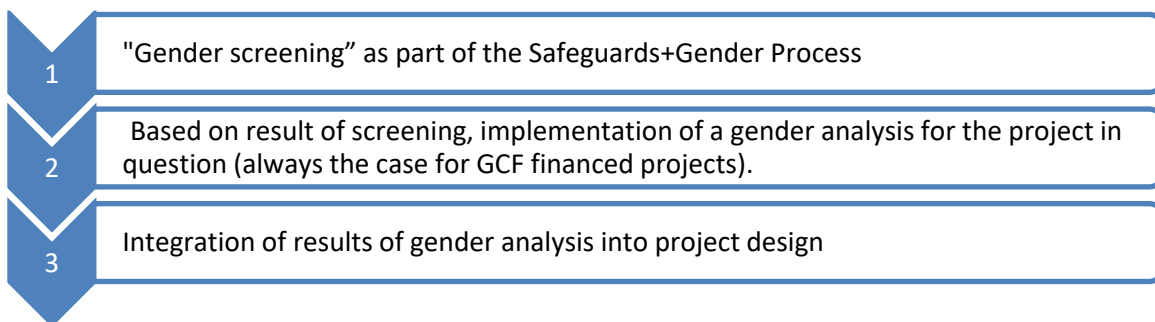 1
"Gender screening” as part of the Safeguards+Gender Process
2
Based on result of screening, implementation of a gender analysis for the project in
question (always the case for GCF financed projects).
3
Integration of results of gender analysis into project design